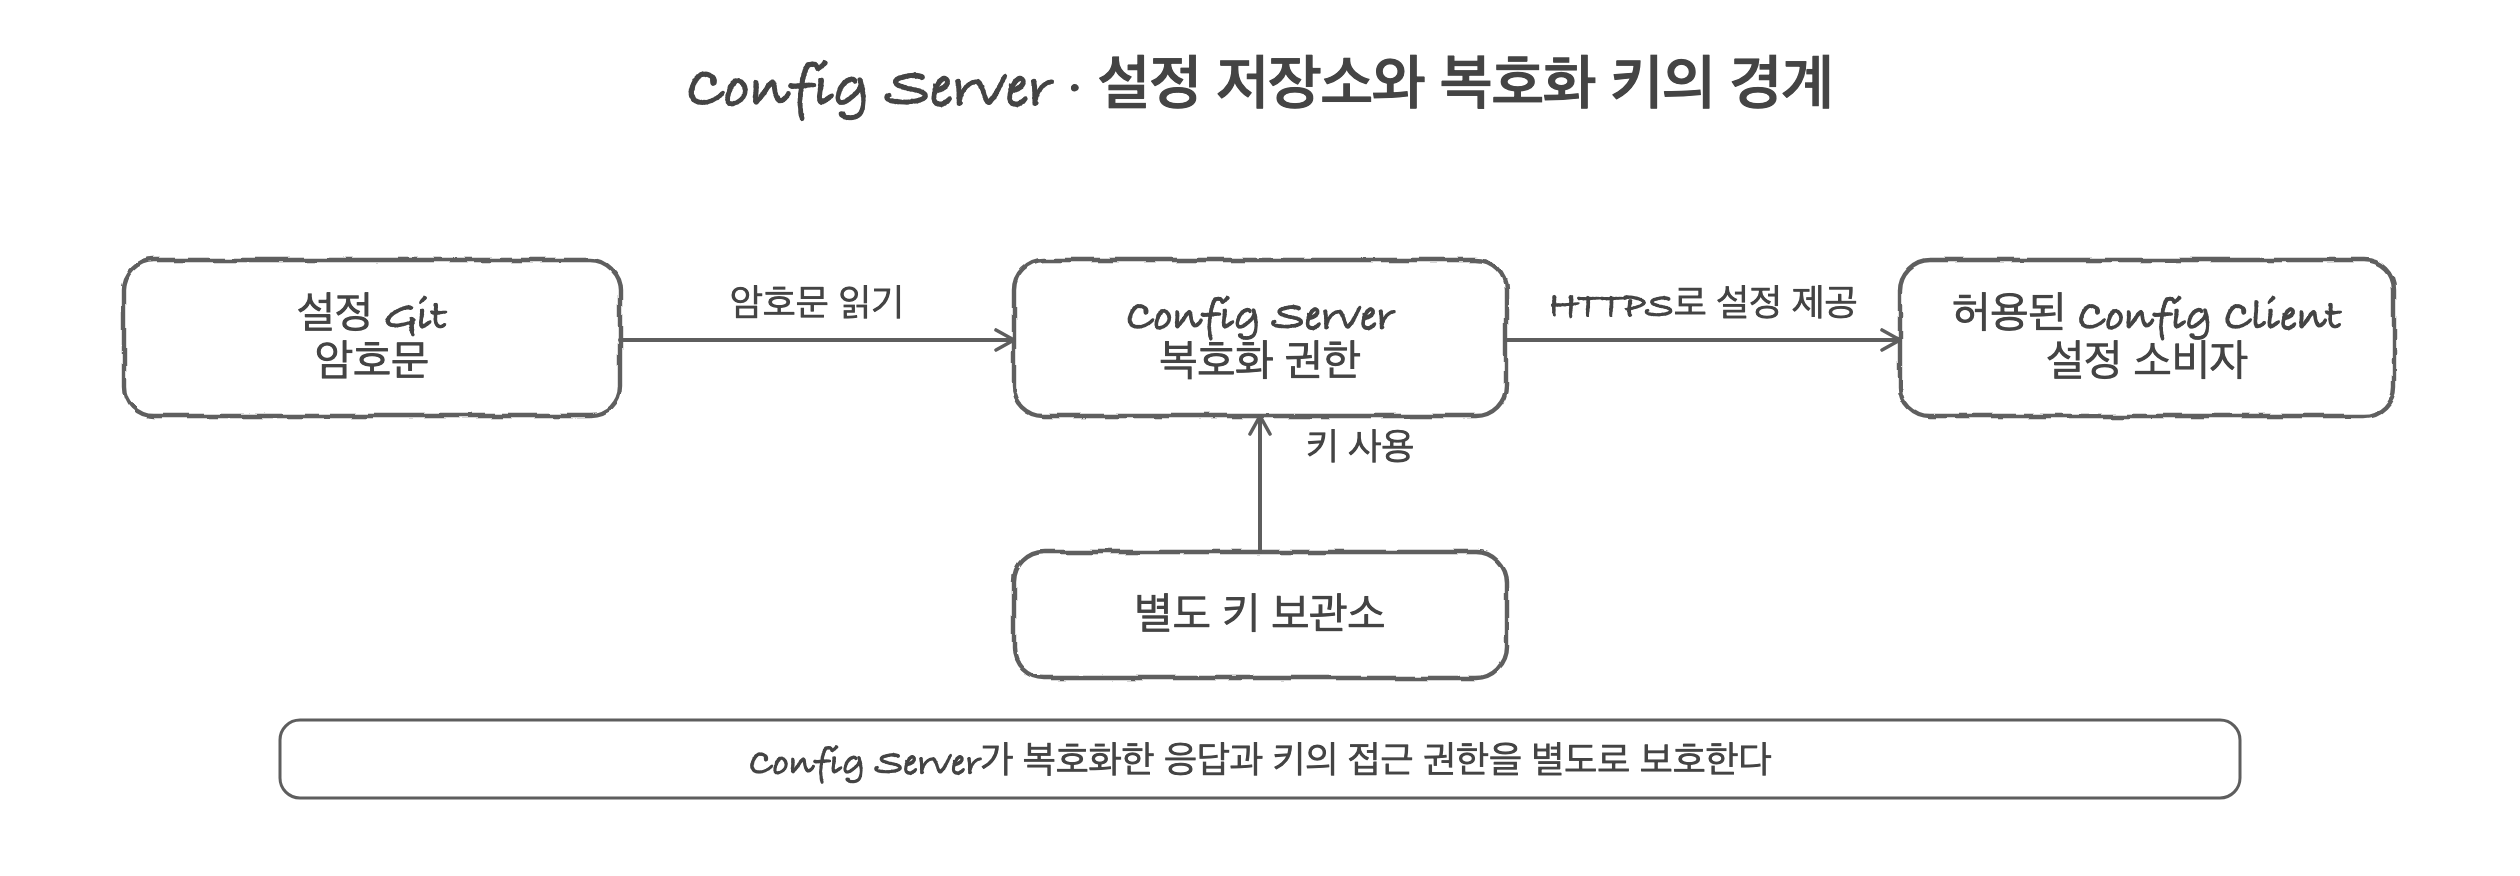 config server · 설정 저장소와 복호화 키의 경계
설정 Git
암호문
암호문 읽기
config server
복호화 권한
HTTPS로 설정 제공
허용된 config client
설정 소비자
키 사용
별도 키 보관소
config server가 복호화한 응답과 키의 접근 권한을 별도로 보호한다